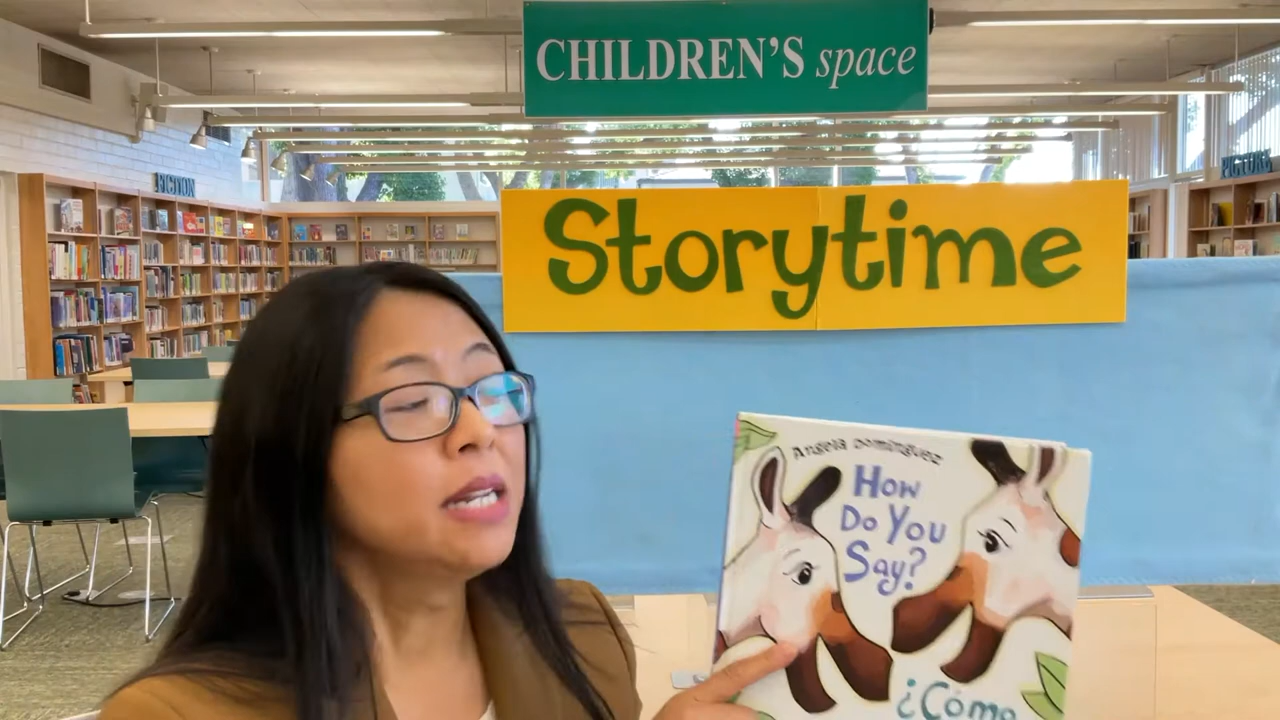 CHILDREN'S space
FICTION
PICTURE
Storytime
Angela Dominguez
How
Do You
Say?
¿Cómo